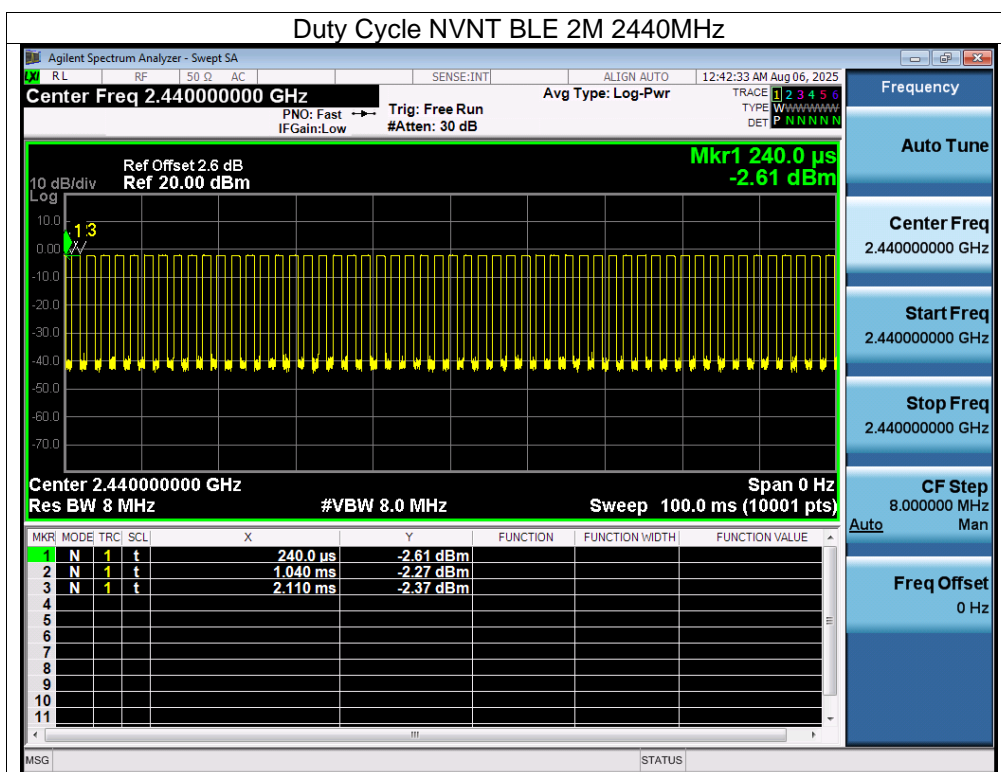 Duty Cycle NVNT BLE 2M 2440MHz
Agilent Spectrum Analyzer - Swept SA
LXI RL RF 50 Ω AC SENSE:INT ALIGN AUTO 12:42:33 AM Aug 06, 2025
Center Freq 2.440000000 GHz Avg Type: Log-Pwr TRACE 1 2 3 4 5 6
PNO: Fast Trig: Free Run TYPE WWWWWW
IFGain:Low #Atten: 30 dB DET P N N N N N
Ref Offset 2.6 dB Mkr1 240.0 µs
10 dB/div Ref 20.00 dBm -2.61 dBm
Log
10.0
1 3
0.00
-10.0
-20.0
-30.0
-40.0
-50.0
-60.0
-70.0
Center 2.440000000 GHz Span 0 Hz
Res BW 8 MHz #VBW 8.0 MHz Sweep 100.0 ms (10001 pts)
MKR MODE TRC SCL X Y FUNCTION FUNCTION WIDTH FUNCTION VALUE
1 N 1 t 240.0 µs -2.61 dBm
2 N 1 t 1.040 ms -2.27 dBm
3 N 1 t 2.110 ms -2.37 dBm
4
5
6
7
8
9
10
11
MSG STATUS
Frequency
Auto Tune
Center Freq
2.440000000 GHz
Start Freq
2.440000000 GHz
Stop Freq
2.440000000 GHz
CF Step
8.000000 MHz
Auto Man
Freq Offset
0 Hz